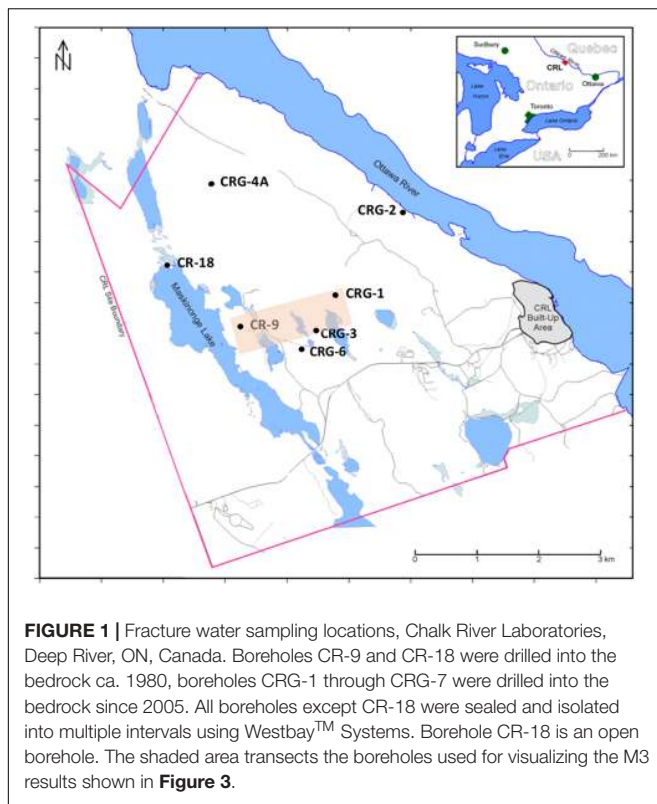 N
Sudbury
Quebec
CRL
Ottawa
Ontario
Toronto
Lake Ontario
USA
0 200 km
Ottawa River
CRG-4A
CRG-2
CR-18
CRL Site Boundary
Maskinonge Lake
CRG-1
CRL
Built-Up
Area
CR-9
CRG-3
CRG-6
0 1 2 3 km
FIGURE 1 | Fracture water sampling locations, Chalk River Laboratories,
Deep River, ON, Canada. Boreholes CR-9 and CR-18 were drilled into the
bedrock ca. 1980, boreholes CRG-1 through CRG-7 were drilled into the
bedrock since 2005. All boreholes except CR-18 were sealed and isolated
into multiple intervals using Westbay™ Systems. Borehole CR-18 is an open
borehole. The shaded area transects the boreholes used for visualizing the M3
results shown in Figure 3.